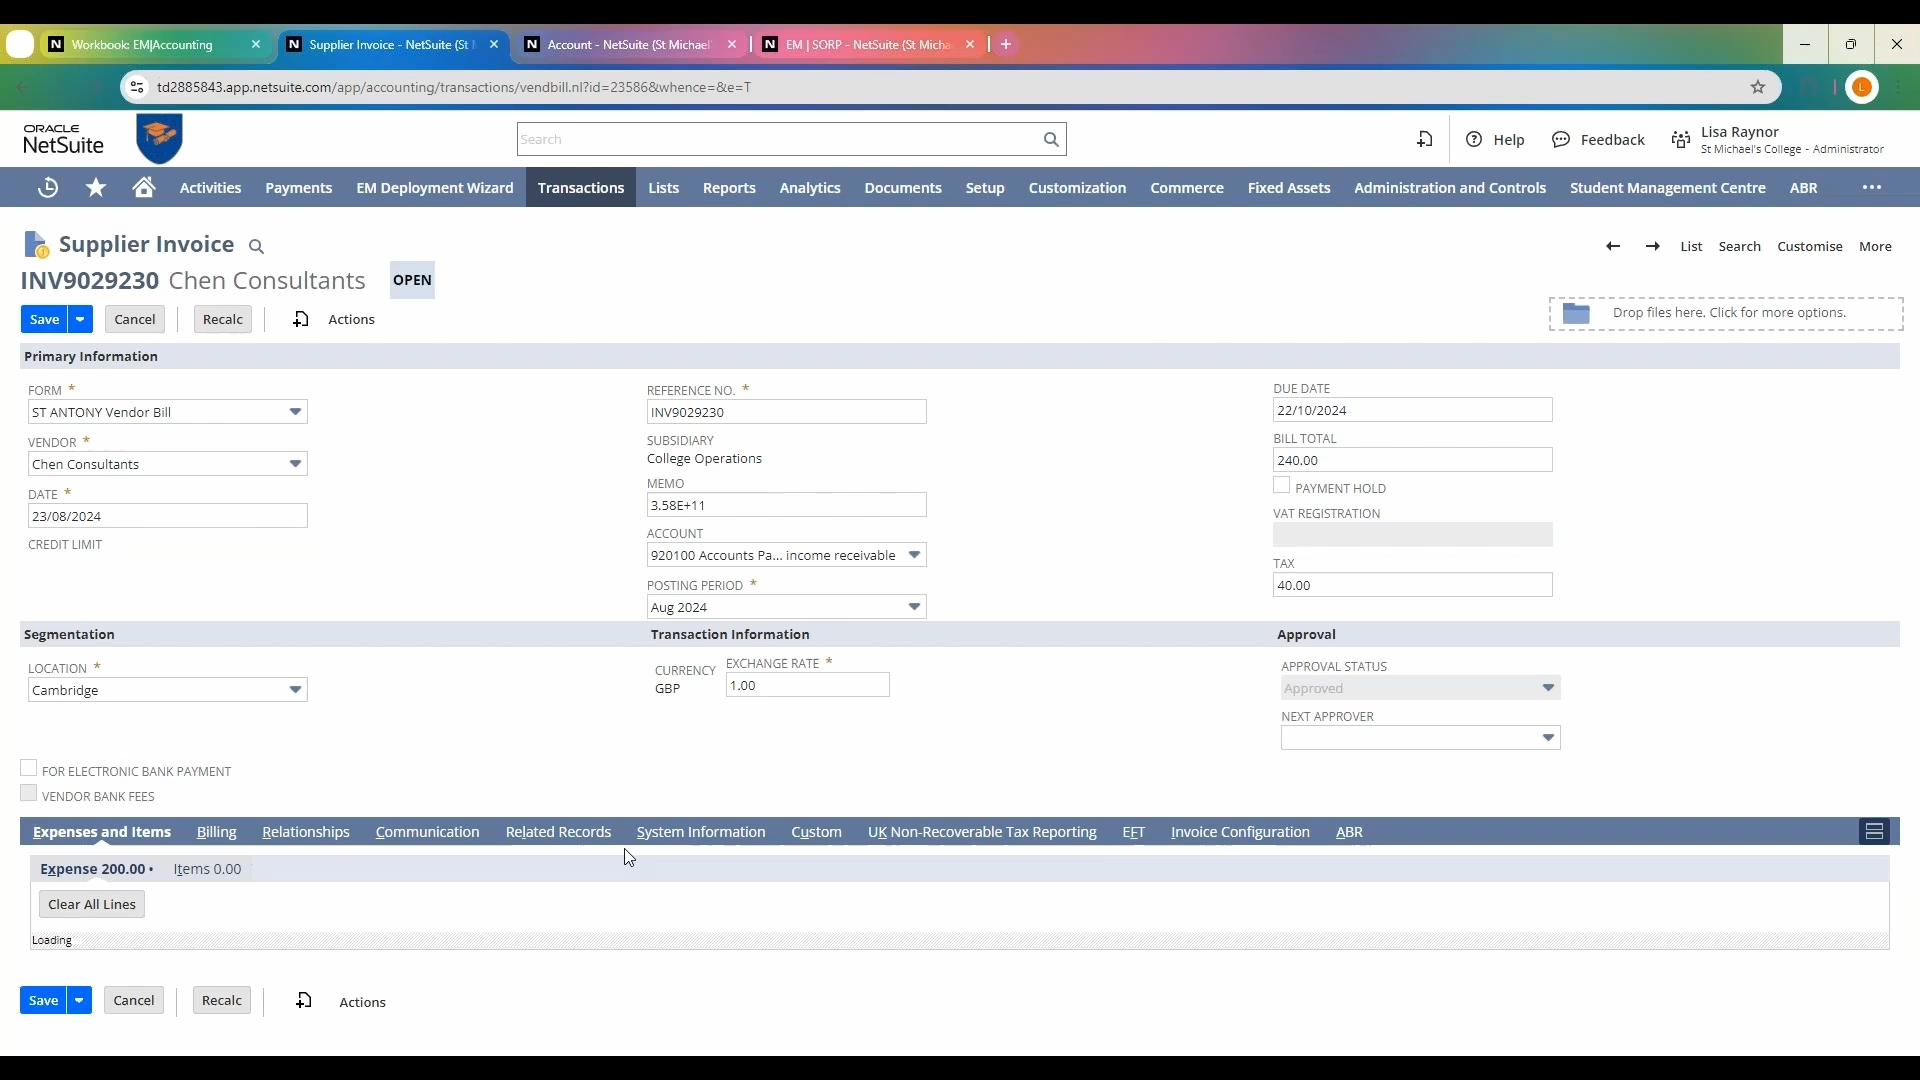 Workbook: EM|Accounting
Supplier Invoice - NetSuite (St
Account - NetSuite (St Michael'
EM | SORP - NetSuite (St Micha
td2885843.app.netsuite.com/app/accounting/transactions/vendbill.nl?id=23586&whence=&e=T
L
ORACLE
NetSuite
Search
Help
Feedback
Lisa Raynor
St Michael's College - Administrator
Activities Payments EM Deployment Wizard Transactions Lists Reports Analytics Documents Setup Customization Commerce Fixed Assets Administration and Controls Student Management Centre ABR
Supplier Invoice
List Search Customise More
INV9029230 Chen Consultants OPEN
Save Cancel Recalc Actions
Drop files here. Click for more options.
Primary Information
FORM *
ST ANTONY Vendor Bill
VENDOR *
Chen Consultants
DATE *
23/08/2024
CREDIT LIMIT
REFERENCE NO. *
INV9029230
SUBSIDIARY
College Operations
MEMO
3.58E+11
ACCOUNT
920100 Accounts Pa... income receivable
POSTING PERIOD *
Aug 2024
DUE DATE
22/10/2024
BILL TOTAL
240.00
PAYMENT HOLD
VAT REGISTRATION
TAX
40.00
Segmentation
LOCATION *
Cambridge
Transaction Information
CURRENCY
GBP
EXCHANGE RATE *
1.00
Approval
APPROVAL STATUS
Approved
NEXT APPROVER
FOR ELECTRONIC BANK PAYMENT
VENDOR BANK FEES
Expenses and Items Billing Relationships Communication Related Records System Information Custom UK Non-Recoverable Tax Reporting EFT Invoice Configuration ABR
Expense 200.00 • Items 0.00
Clear All Lines
Loading
Save Cancel Recalc Actions